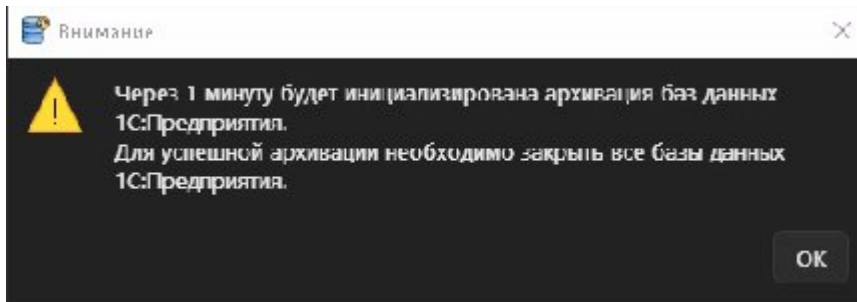 Внимание
Через 1 минуту будет инициализирована архивация баз данных
1С:Предприятия.
Для успешной архивации необходимо закрыть все базы данных
1С:Предприятия.
ОК